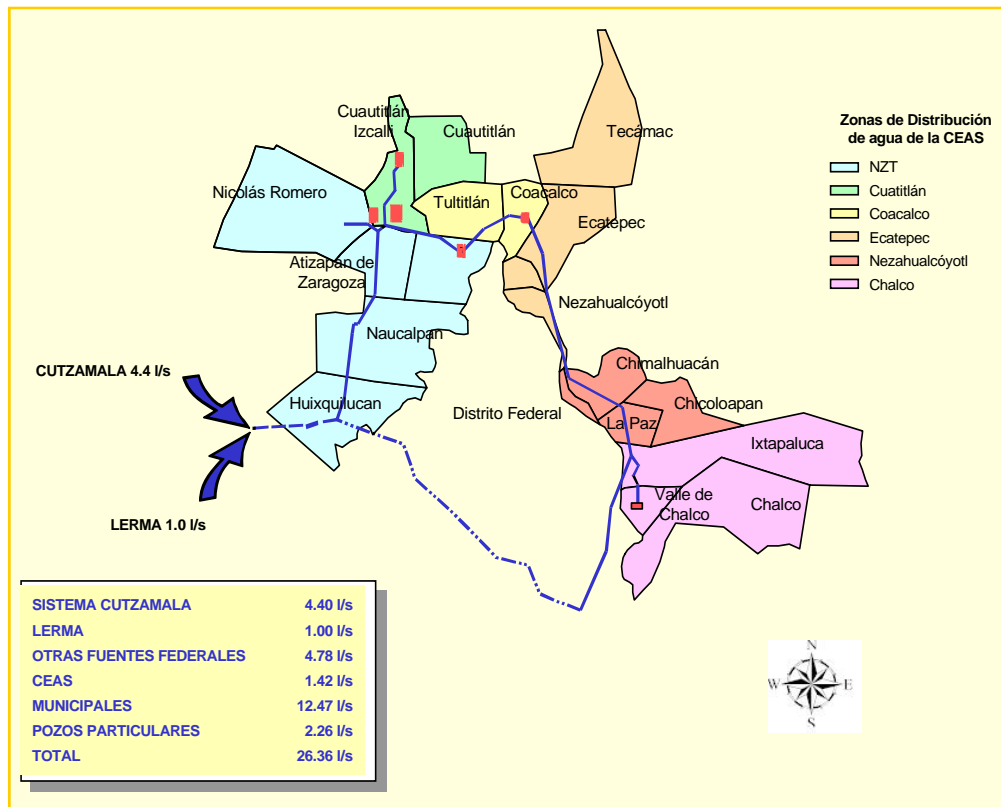 Cuautitlán
Izcalli
Cuautitlán
Tecámac
Zonas de Distribución
de agua de la CEAS
NZT
Cuatitlán
Coacalco
Ecatepec
Nezahualcóyotl
Chalco
Nicolás Romero
Tultitlán
Coacalco
Ecatepec
Atizapán de
Zaragoza
Nezahualcóyotl
Naucalpan
Chimalhuacán
CUTZAMALA 4.4 l/s
Huixquilucan
Distrito Federal
Chicoloapan
La Paz
Ixtapaluca
LERMA 1.0 l/s
Valle de
Chalco
Chalco
SISTEMA CUTZAMALA 4.40 l/s
LERMA 1.00 l/s
OTRAS FUENTES FEDERALES 4.78 l/s
CEAS 1.42 l/s
MUNICIPALES 12.47 l/s
POZOS PARTICULARES 2.26 l/s
TOTAL 26.36 l/s
N
W E
S